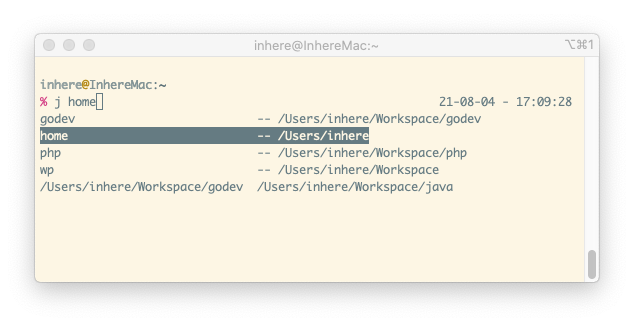 inhere@InhereMac:~
⌥⌘1
inhere@InhereMac:~
% j home 21-08-04 - 17:09:28
godev -- /Users/inhere/Workspace/godev
home -- /Users/inhere
php -- /Users/inhere/Workspace/php
wp -- /Users/inhere/Workspace
/Users/inhere/Workspace/godev /Users/inhere/Workspace/java